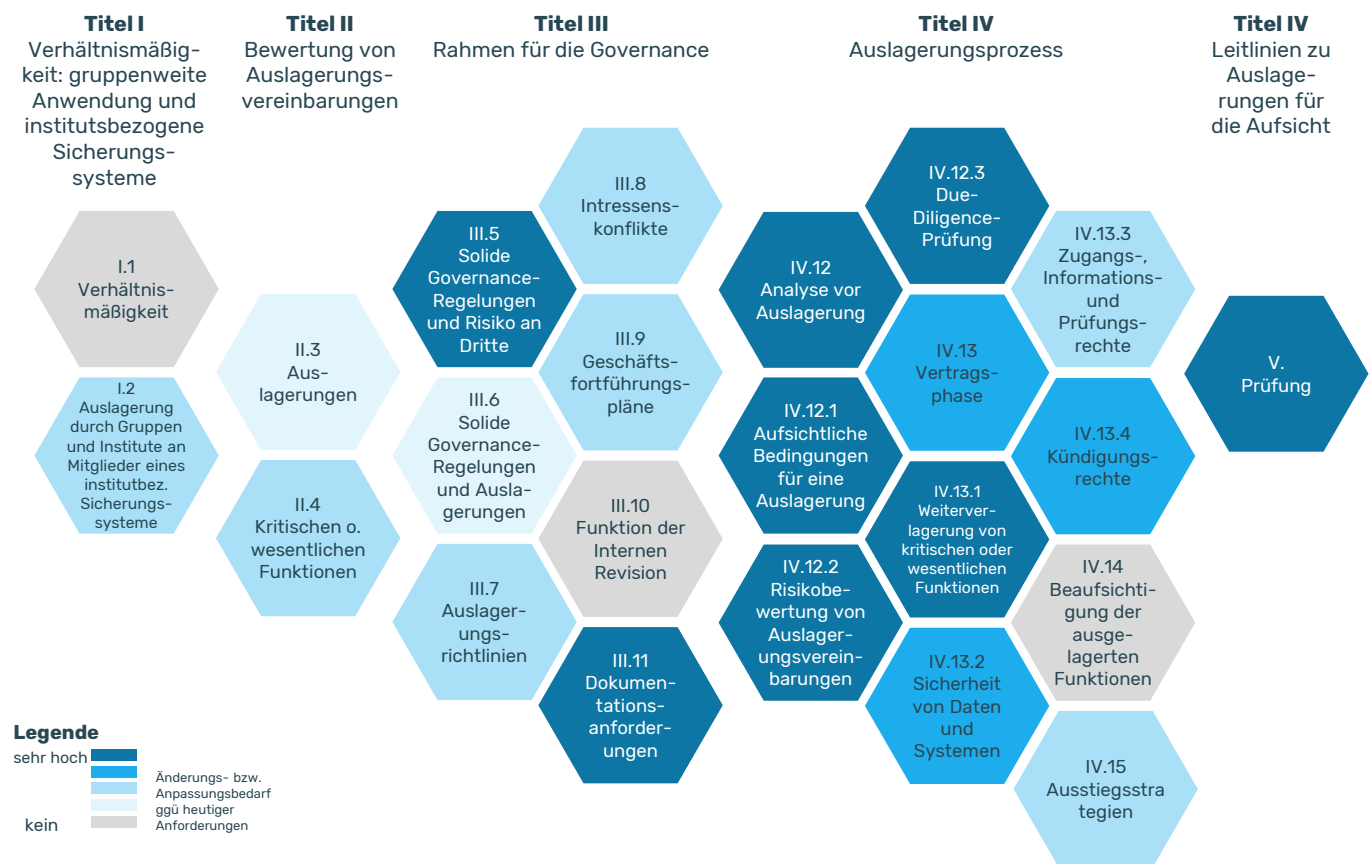 Titel I
Verhältnismäßig-
keit: gruppenweite
Anwendung und
institutsbezogene
Sicherungs-
systeme
Titel II
Bewertung von
Auslagerungs-
vereinbarungen
Titel III
Rahmen für die Governance
Titel IV
Auslagerungsprozess
Titel IV
Leitlinien zu
Auslage-
rungen für
die Aufsicht
I.1
Verhältnis-
mäßigkeit
I.2
Auslagerung
durch Gruppen
und Institute an
Mitglieder eines
institutbez.
Sicherungs-
systeme
II.3
Aus-
lagerungen
II.4
Kritischen o.
wesentlichen
Funktionen
III.5
Solide
Governance-
Regelungen
und Risiko an
Dritte
III.6
Solide
Governance-
Regelungen
und Ausla-
gerungen
III.7
Auslager-
ungs-
richtlinien
III.8
Intressens-
konflikte
III.9
Geschäfts-
fortführungs-
pläne
III.10
Funktion der
Internen
Revision
III.11
Dokumen-
tations-
anforder-
ungen
IV.12
Analyse vor
Auslagerung
IV.12.1
Aufsichtliche
Bedingungen
für eine
Auslagerung
IV.12.2
Risikobe-
wertung von
Auslager-
ungsverein-
barungen
IV.12.3
Due-
Diligence-
Prüfung
IV.13
Vertrags-
phase
IV.13.1
Weiterver-
lagerung von
kritischen oder
wesentlichen
Funktionen
IV.13.2
Sicherheit
von Daten
und
Systemen
IV.13.3
Zugangs-,
Informations-
und
Prüfungs-
rechte
IV.13.4
Kündigungs-
rechte
IV.14
Beaufsichti-
gung der
ausge-
lagerten
Funktionen
IV.15
Ausstiegsstra
tegien
V.
Prüfung
Legende
sehr hoch
Änderungs- bzw.
Anpassungsbedarf
ggü heutiger
Anforderungen
kein